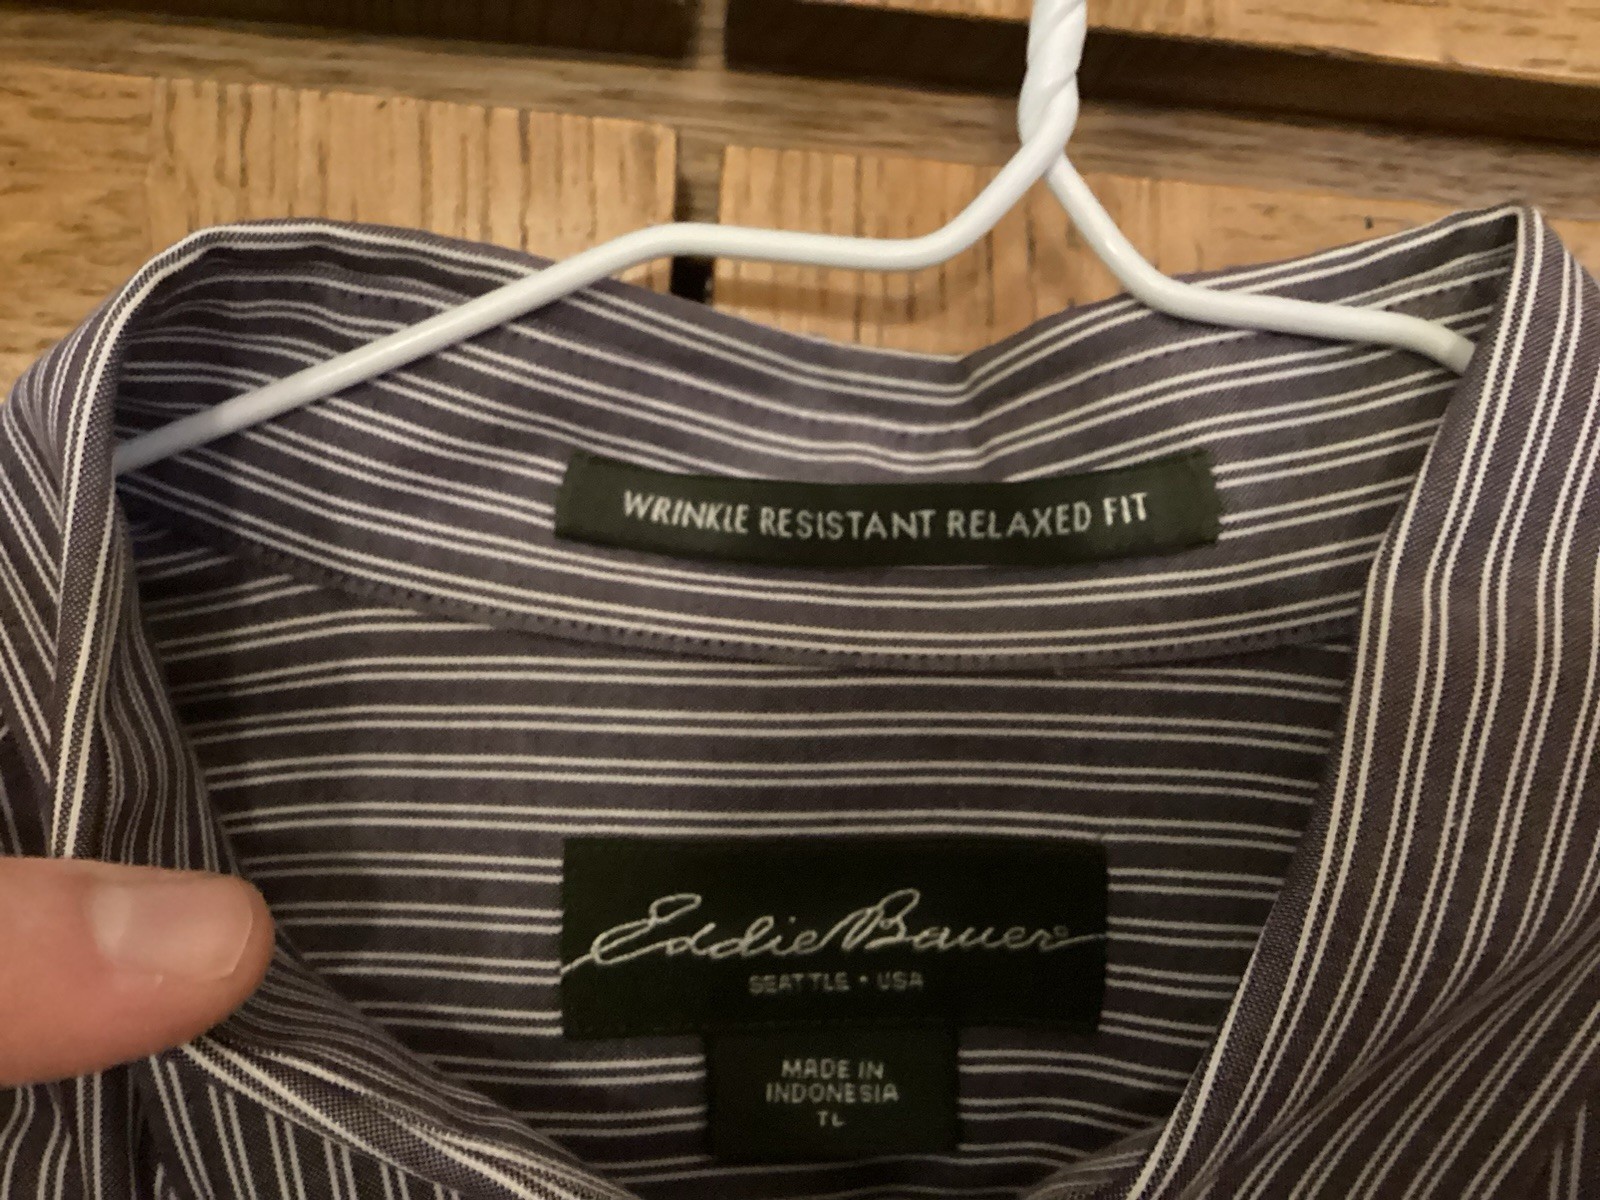 WRINKLE RESISTANT RELAXED FIT
Eddie Bauer®
SEATTLE • USA
MADE IN
INDONESIA
TL